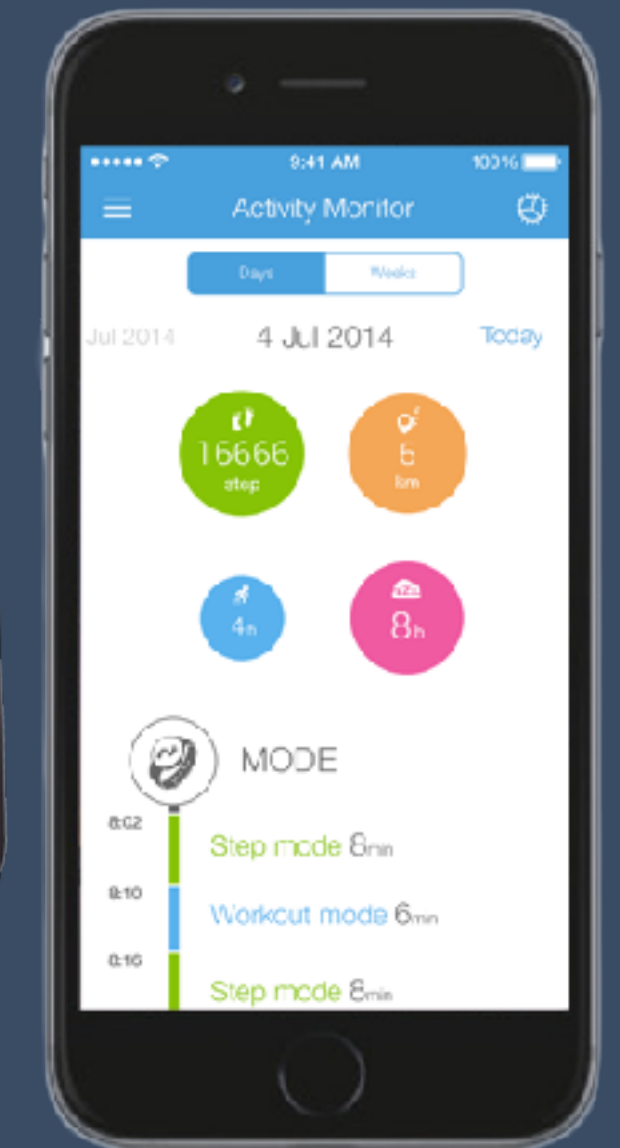 9:41 AM 100%
Activity Monitor
Days Weeks
Jul 2014 4 Jul 2014 Today
16666
step
km
4h
8h
MODE
8:02
Step mode 8min
8:10
Workout mode 6min
8:16
Step mode 8min